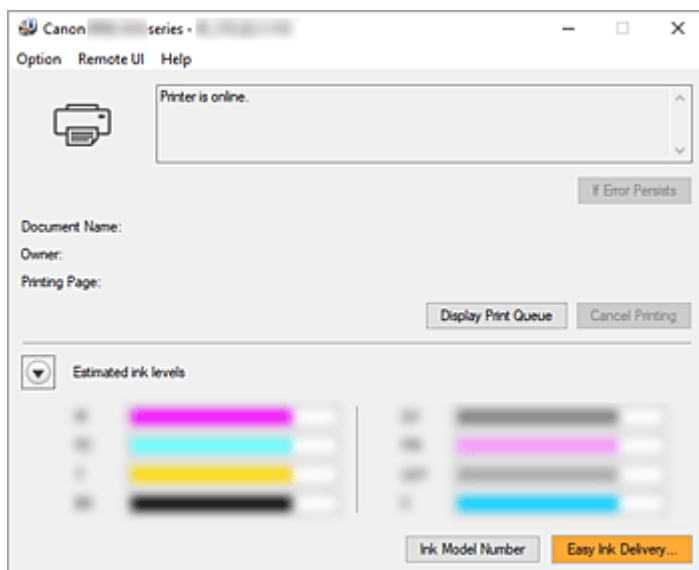 Canon series -
Option Remote UI Help
Printer is online.
If Error Persists
Document Name:
Owner:
Printing Page:
Display Print Queue Cancel Printing
Estimated ink levels
Ink Model Number Easy Ink Delivery...